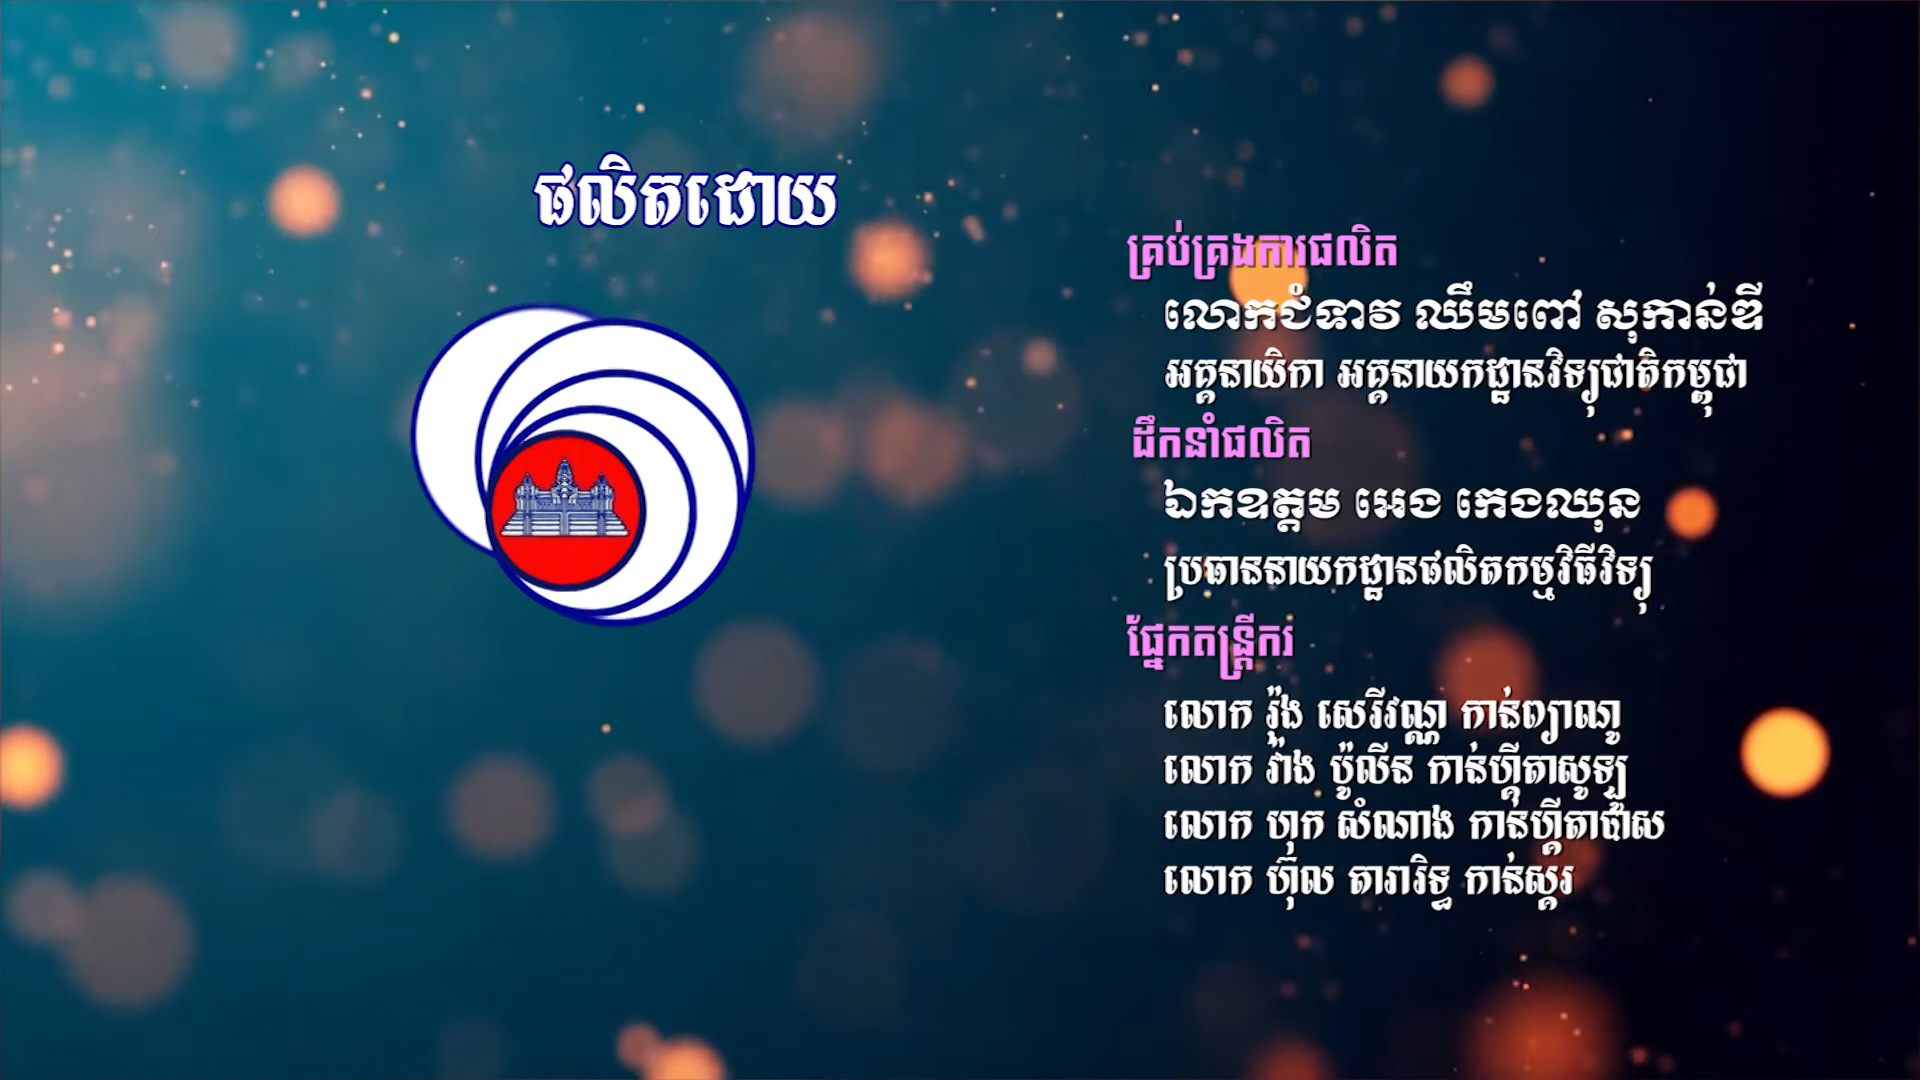 ផលិតដោយ
គ្រប់គ្រងការផលិត
លោកជំទាវ ឈឹមពៅ សុកាន់ឌី
អគ្គនាយិកា អគ្គនាយកដ្ឋានវិទ្យុជាតិកម្ពុជា
ដឹកនាំផលិត
ឯកឧត្តម អេង កេងឈុន
ប្រធាននាយកដ្ឋានផលិតកម្មវិធីវិទ្យុ
ផ្នែកតន្ត្រីករ
លោក រ៉ុង សេរីវណ្ណ កាន់ព្យាណូ
លោក វ៉ាង ប៉ូលីន កាន់ហ្គីតាសូឡូ
លោក ហុក សំណាង កាន់ហ្គីតាបាស
លោក ហ៊ុល តារារិទ្ធ កាន់ស្គរ